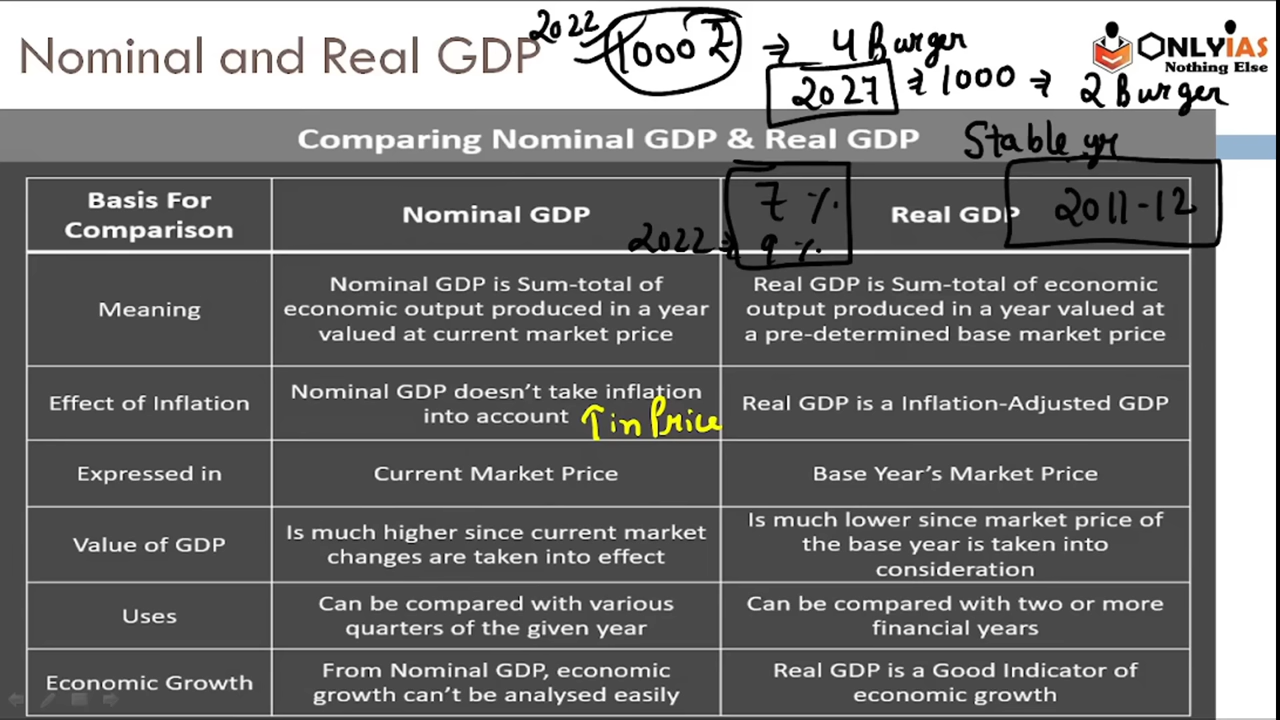 Nominal and Real GDP
2022
1000
⇒ 4 Burger
2027 ⇒ 1000 ⇒ 2 Burger
ONLYIAS
Nothing Else
Comparing Nominal GDP & Real GDP
Stable yr
2011-12
7 %
2022 ⇒ 9 %
Basis For
Comparison
Nominal GDP
Real GDP
Meaning
Nominal GDP is Sum-total of
economic output produced in a year
valued at current market price
Real GDP is Sum-total of economic
output produced in a year valued at
a pre-determined base market price
Effect of Inflation
Nominal GDP doesn't take inflation
into account
↑ in Price
Real GDP is a Inflation-Adjusted GDP
Expressed in
Current Market Price
Base Year's Market Price
Value of GDP
Is much higher since current market
changes are taken into effect
Is much lower since market price of
the base year is taken into
consideration
Uses
Can be compared with various
quarters of the given year
Can be compared with two or more
financial years
Economic Growth
From Nominal GDP, economic
growth can't be analysed easily
Real GDP is a Good Indicator of
economic growth